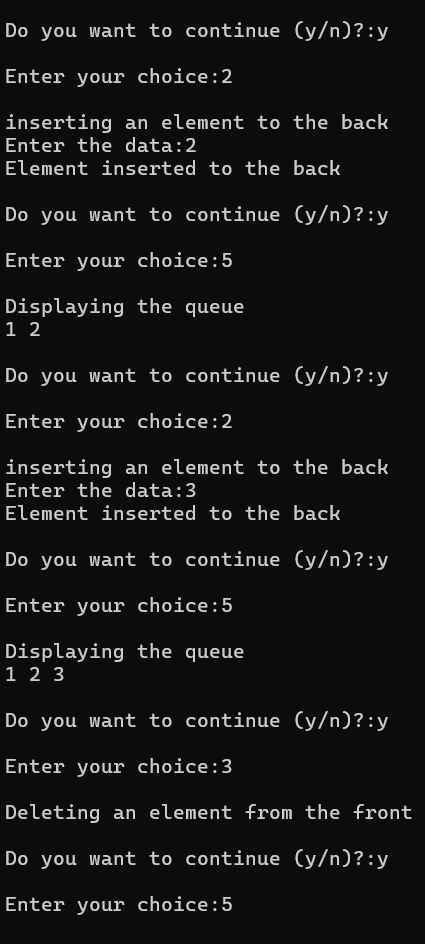 Do you want to continue (y/n)?:y
Enter your choice:2
inserting an element to the back
Enter the data:2
Element inserted to the back
Do you want to continue (y/n)?:y
Enter your choice:5
Displaying the queue
1 2
Do you want to continue (y/n)?:y
Enter your choice:2
inserting an element to the back
Enter the data:3
Element inserted to the back
Do you want to continue (y/n)?:y
Enter your choice:5
Displaying the queue
1 2 3
Do you want to continue (y/n)?:y
Enter your choice:3
Deleting an element from the front
Do you want to continue (y/n)?:y
Enter your choice:5